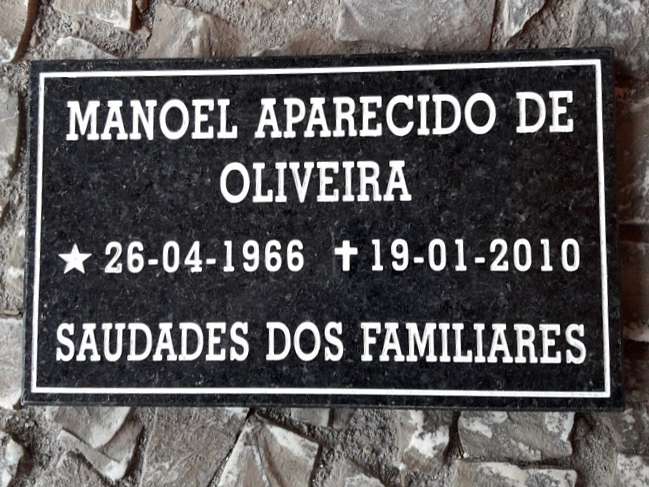 MANOEL APARECIDO DE
OLIVEIRA
★ 26-04-1966 ✝ 19-01-2010
SAUDADES DOS FAMILIARES